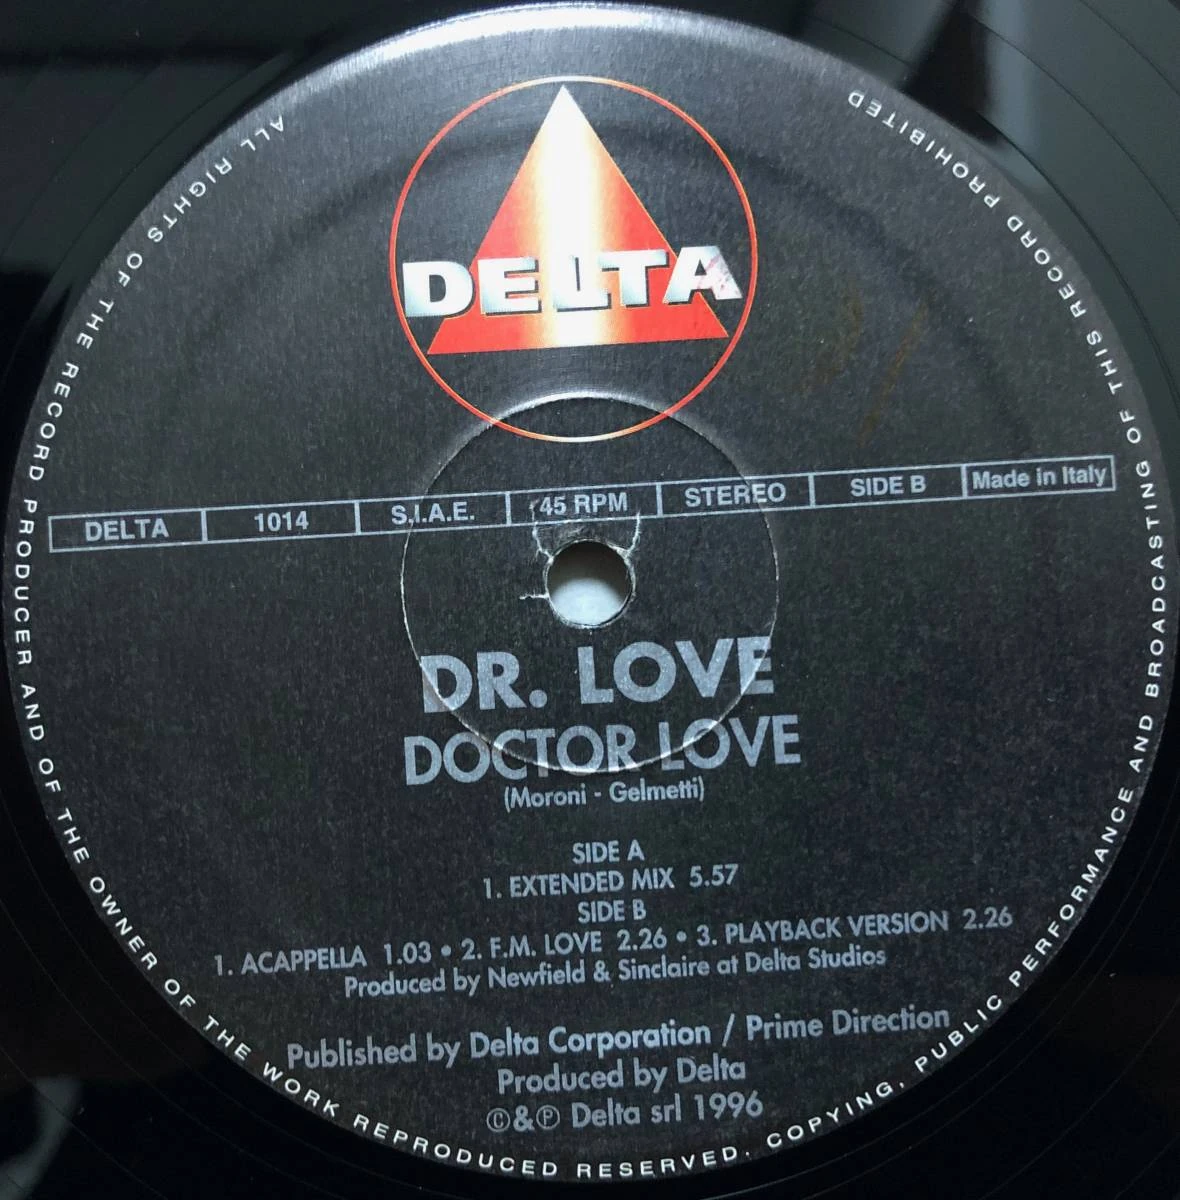 DELTA
DELTA 1014 S.I.A.E. 45 RPM STEREO SIDE B Made in Italy
DR. LOVE
DOCTOR LOVE
(Moroni - Gelmetti)
SIDE A
1. EXTENDED MIX 5.57
SIDE B
1. ACAPPELLA 1.03 • 2. F.M. LOVE 2.26 • 3. PLAYBACK VERSION 2.26
Produced by Newfield & Sinclaire at Delta Studios
Published by Delta Corporation / Prime Direction
Produced by Delta
©&℗ Delta srl 1996
ALL RIGHTS OF THE RECORD PRODUCER AND OF THE OWNER OF THE WORK REPRODUCED RESERVED. COPYING, PUBLIC PERFORMANCE AND BROADCASTING OF THIS RECORD PROHIBITED